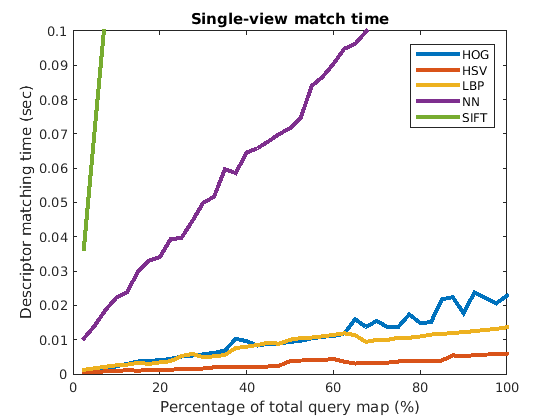 Single-view match time
Descriptor matching time (sec)
0.1
0.09
0.08
0.07
0.06
0.05
0.04
0.03
0.02
0.01
0
HOG
HSV
LBP
NN
SIFT
0 20 40 60 80 100
Percentage of total query map (%)